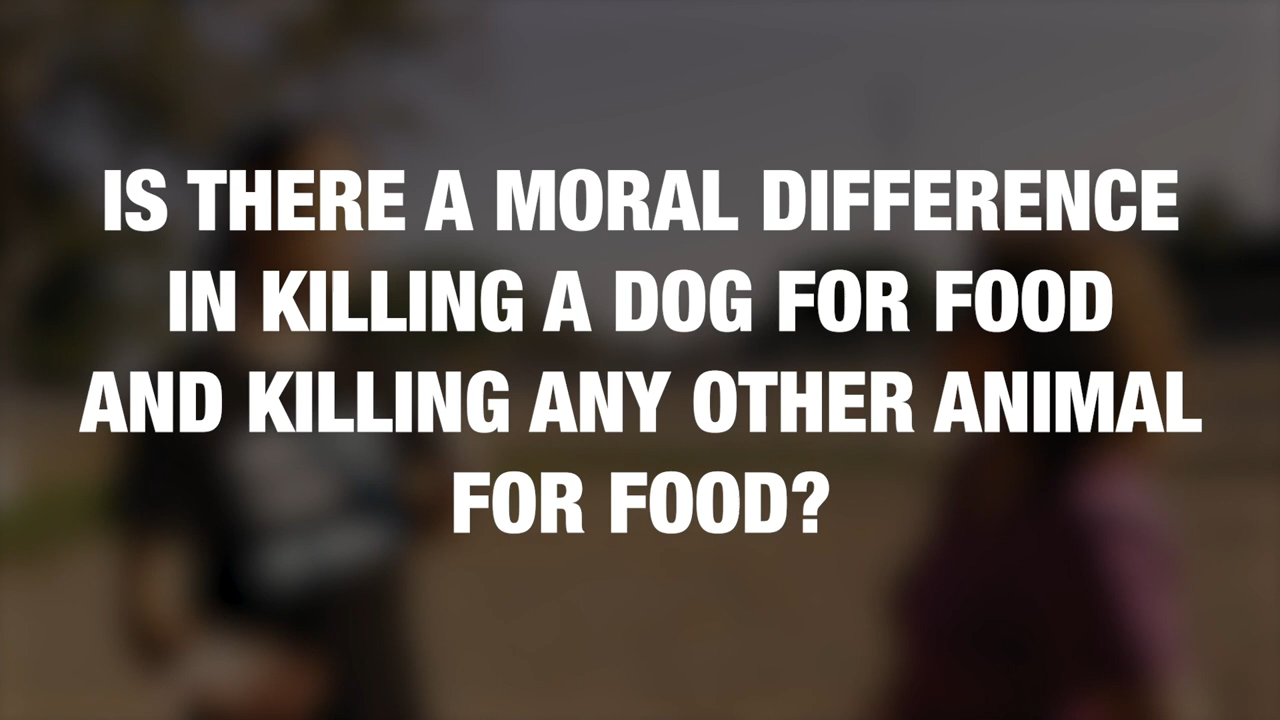 IS THERE A MORAL DIFFERENCE
IN KILLING A DOG FOR FOOD
AND KILLING ANY OTHER ANIMAL
FOR FOOD?